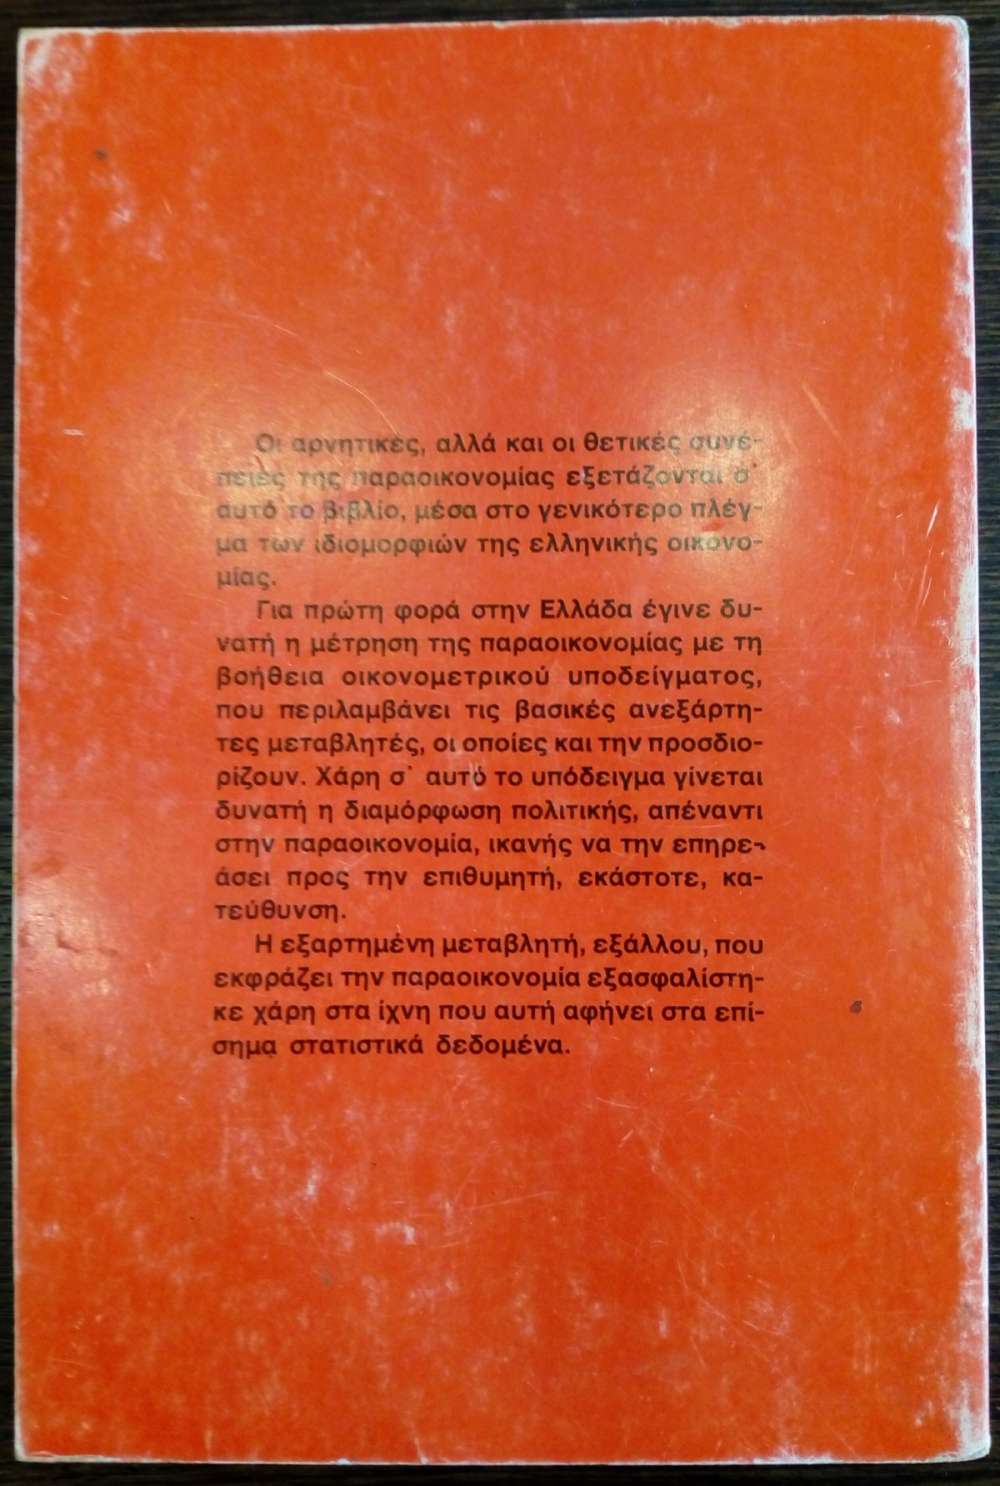 Οι αρνητικές, αλλά και οι θετικές συνέ-
πειες της παραοικονομίας εξετάζονται σ'
αυτό το βιβλίο, μέσα στο γενικότερο πλέγ-
μα των ιδιομορφιών της ελληνικής οικονο-
μίας.
Για πρώτη φορά στην Ελλάδα έγινε δυ-
νατή η μέτρηση της παραοικονομίας με τη
βοήθεια οικονομετρικού υποδείγματος,
που περιλαμβάνει τις βασικές ανεξάρτη-
τες μεταβλητές, οι οποίες και την προσδιο-
ρίζουν. Χάρη σ' αυτό το υπόδειγμα γίνεται
δυνατή η διαμόρφωση πολιτικής, απέναντι
στην παραοικονομία, ικανής να την επηρε-
άσει προς την επιθυμητή, εκάστοτε, κα-
τεύθυνση.
Η εξαρτημένη μεταβλητή, εξάλλου, που
εκφράζει την παραοικονομία εξασφαλίστη-
κε χάρη στα ίχνη που αυτή αφήνει στα επί-
σημα στατιστικά δεδομένα.